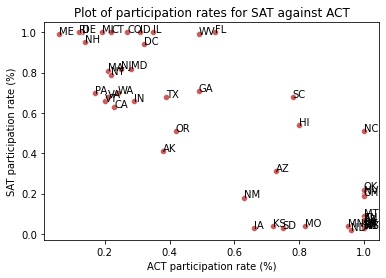 Plot of participation rates for SAT against ACT
SAT participation rate (%)
1.0
0.8
0.6
0.4
0.2
0.0
ME
DE
MI
CT
CO
ID
IL
WV
FL
NH
DC
MA
NY
NJ
MD
PA
VA
VT
WA
CA
IN
TX
GA
SC
OR
HI
NC
AK
AZ
NM
OK
MT
IA
KS
SD
MO
MN
0.2
0.4
0.6
0.8
1.0
ACT participation rate (%)